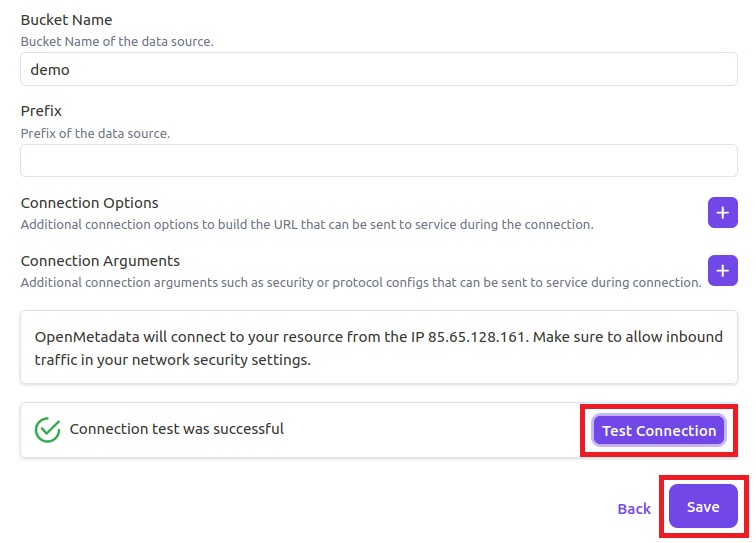 Bucket Name
Bucket Name of the data source.
demo
Prefix
Prefix of the data source.
Connection Options
Additional connection options to build the URL that can be sent to service during the connection.
Connection Arguments
Additional connection arguments such as security or protocol configs that can be sent to service during connection.
OpenMetadata will connect to your resource from the IP 85.65.128.161. Make sure to allow inbound
traffic in your network security settings.
Connection test was successful
Test Connection
Back
Save